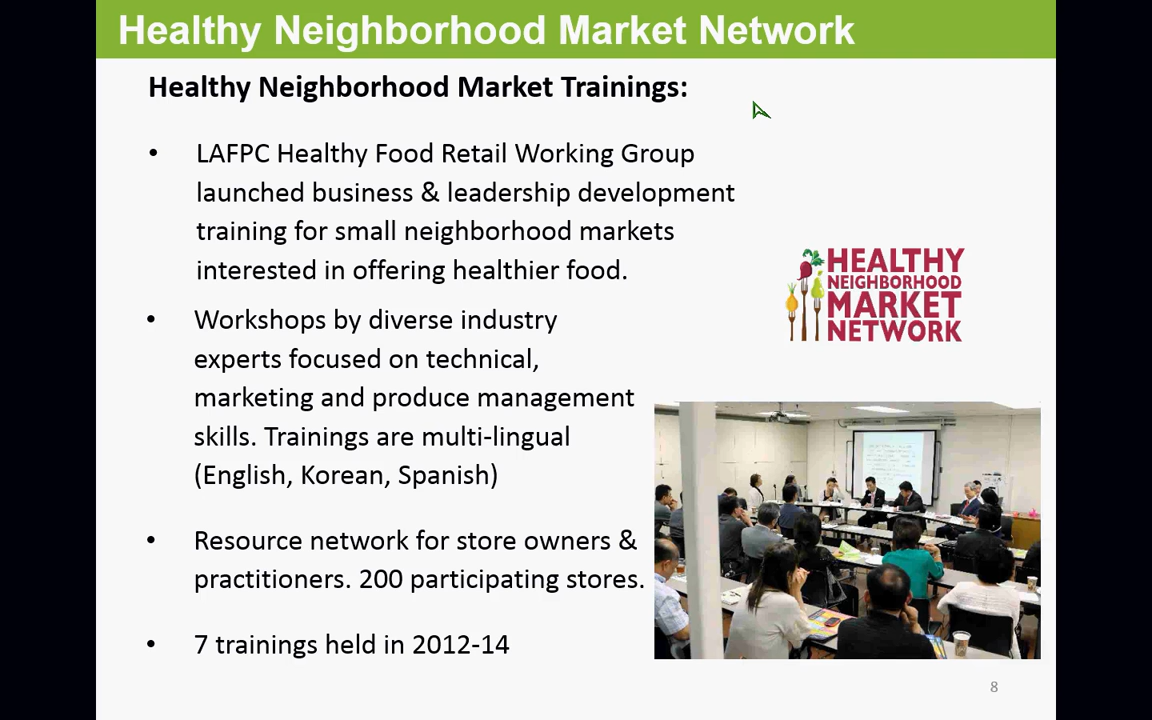 Healthy Neighborhood Market Network
Healthy Neighborhood Market Trainings:
• LAFPC Healthy Food Retail Working Group
launched business & leadership development
training for small neighborhood markets
interested in offering healthier food.
• Workshops by diverse industry
experts focused on technical,
marketing and produce management
skills. Trainings are multi-lingual
(English, Korean, Spanish)
• Resource network for store owners &
practitioners. 200 participating stores.
• 7 trainings held in 2012-14
HEALTHY
NEIGHBORHOOD
MARKET
NETWORK
8